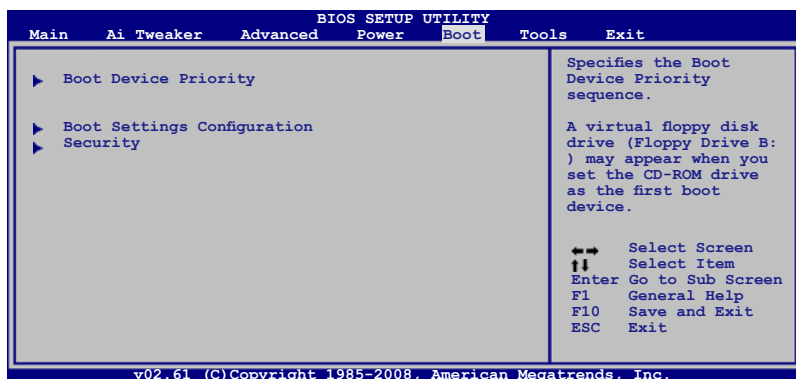 BIOS SETUP UTILITY
Main Ai Tweaker Advanced Power Boot Tools Exit
Boot Device Priority
Boot Settings Configuration
Security
Specifies the Boot
Device Priority
sequence.
A virtual floppy disk
drive (Floppy Drive B:
) may appear when you
set the CD-ROM drive
as the first boot
device.
←→ Select Screen
↑↓ Select Item
Enter Go to Sub Screen
F1 General Help
F10 Save and Exit
ESC Exit
v02.61 (C)Copyright 1985-2008, American Megatrends, Inc.